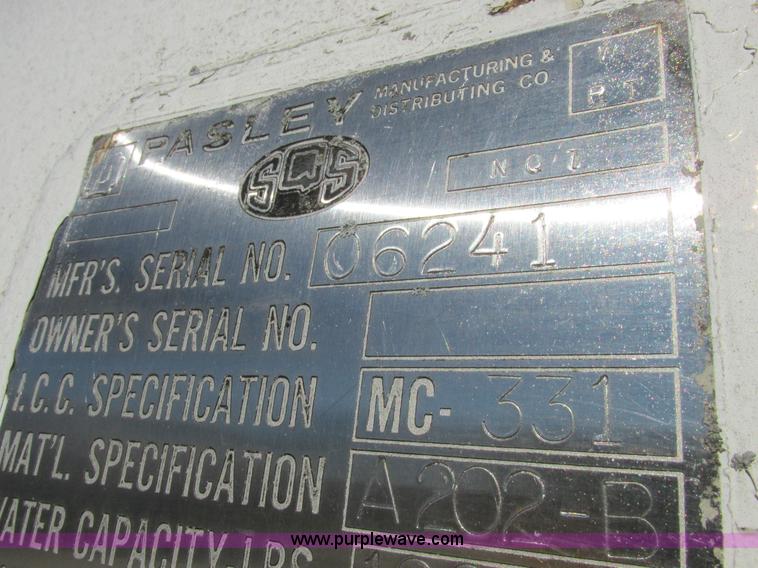 PASLEY MANUFACTURING & DISTRIBUTING CO
W
RT
SQS
NQT
MFR'S. SERIAL NO. 06241
OWNER'S SERIAL NO.
I.C.C. SPECIFICATION MC-331
MAT'L. SPECIFICATION A202-B
WATER CAPACITY, LBS
www.purplewave.com